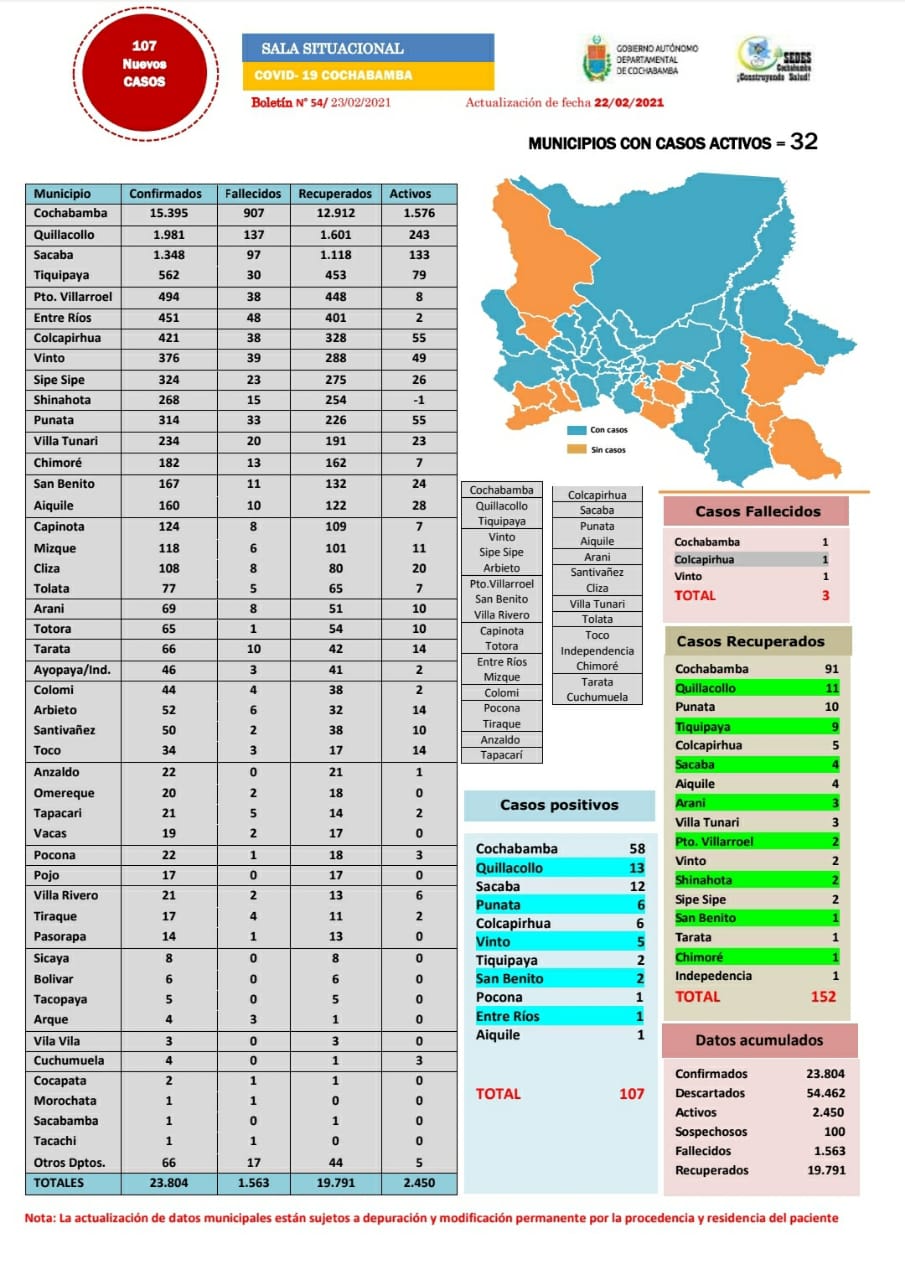 107
Nuevos
CASOS
SALA SITUACIONAL
COVID- 19 COCHABAMBA
Boletín N° 54/ 23/02/2021
Actualización de fecha 22/02/2021
GOBIERNO AUTÓNOMO
DEPARTAMENTAL
DE COCHABAMBA
SEDES
Cochabamba
¡Construyendo Salud!
MUNICIPIOS CON CASOS ACTIVOS = 32
Municipio Confirmados Fallecidos Recuperados Activos
Cochabamba 15.395 907 12.912 1.576
Quillacollo 1.981 137 1.601 243
Sacaba 1.348 97 1.118 133
Tiquipaya 562 30 453 79
Pto. Villarroel 494 38 448 8
Entre Ríos 451 48 401 2
Colcapirhua 421 38 328 55
Vinto 376 39 288 49
Sipe Sipe 324 23 275 26
Shinahota 268 15 254 -1
Punata 314 33 226 55
Villa Tunari 234 20 191 23
Chimoré 182 13 162 7
San Benito 167 11 132 24
Aiquile 160 10 122 28
Capinota 124 8 109 7
Mizque 118 6 101 11
Cliza 108 8 80 20
Tolata 77 5 65 7
Arani 69 8 51 10
Totora 65 1 54 10
Tarata 66 10 42 14
Ayopaya/Ind. 46 3 41 2
Colomi 44 4 38 2
Arbieto 52 6 32 14
Santivañez 50 2 38 10
Toco 34 3 17 14
Anzaldo 22 0 21 1
Omereque 20 2 18 0
Tapacari 21 5 14 2
Vacas 19 2 17 0
Pocona 22 1 18 3
Pojo 17 0 17 0
Villa Rivero 21 2 13 6
Tiraque 17 4 11 2
Pasorapa 14 1 13 0
Sicaya 8 0 8 0
Bolivar 6 0 6 0
Tacopaya 5 0 5 0
Arque 4 3 1 0
Vila Vila 3 0 3 0
Cuchumuela 4 0 1 3
Cocapata 2 1 1 0
Morochata 1 1 0 0
Sacabamba 1 0 1 0
Tacachi 1 1 0 0
Otros Dptos. 66 17 44 5
TOTALES 23.804 1.563 19.791 2.450
Con casos
Sin casos
Cochabamba
Quillacollo
Tiquipaya
Vinto
Sipe Sipe
Arbieto
Pto.Villarroel
San Benito
Villa Rivero
Capinota
Totora
Entre Ríos
Mizque
Colomi
Pocona
Tiraque
Anzaldo
Tapacarí
Colcapirhua
Sacaba
Punata
Aiquile
Arani
Santivañez
Cliza
Villa Tunari
Tolata
Toco
Independencia
Chimoré
Tarata
Cuchumuela
Casos positivos
Cochabamba 58
Quillacollo 13
Sacaba 12
Punata 6
Colcapirhua 6
Vinto 5
Tiquipaya 2
San Benito 2
Pocona 1
Entre Ríos 1
Aiquile 1
TOTAL 107
Casos Fallecidos
Cochabamba 1
Colcapirhua 1
Vinto 1
TOTAL 3
Casos Recuperados
Cochabamba 91
Quillacollo 11
Punata 10
Tiquipaya 9
Colcapirhua 5
Sacaba 4
Aiquile 4
Arani 3
Villa Tunari 3
Pto. Villarroel 2
Vinto 2
Shinahota 2
Sipe Sipe 2
San Benito 1
Tarata 1
Chimoré 1
Indepedencia 1
TOTAL 152
Datos acumulados
Confirmados 23.804
Descartados 54.462
Activos 2.450
Sospechosos 100
Fallecidos 1.563
Recuperados 19.791
Nota: La actualización de datos municipales están sujetos a depuración y modificación permanente por la procedencia y residencia del paciente